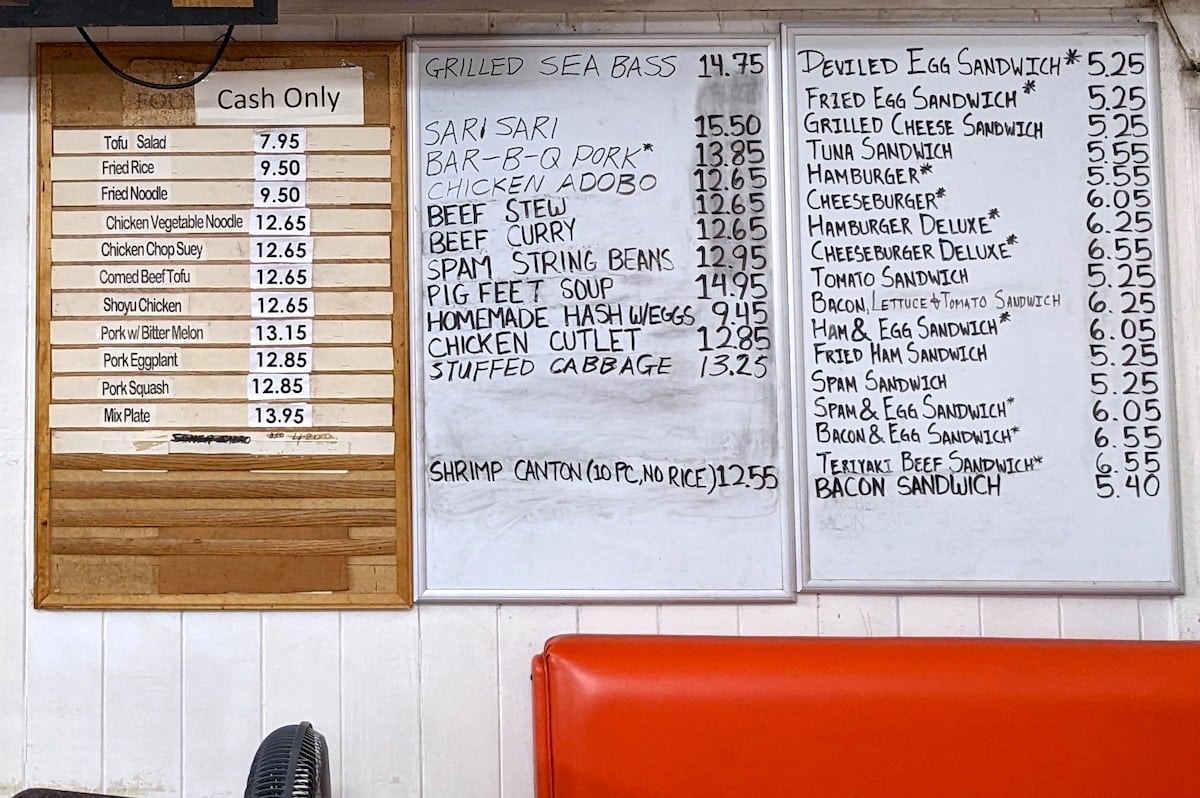 Cash Only
Tofu Salad 7.95
Fried Rice 9.50
Fried Noodle 9.50
Chicken Vegetable Noodle 12.65
Chicken Chop Suey 12.65
Corned Beef Tofu 12.65
Shoyu Chicken 12.65
Pork w/ Bitter Melon 13.15
Pork Eggplant 12.85
Pork Squash 12.85
Mix Plate 13.95
GRILLED SEA BASS 14.75
SARI SARI 15.50
BAR-B-Q PORK* 13.85
CHICKEN ADOBO 12.65
BEEF STEW 12.65
BEEF CURRY 12.65
SPAM STRING BEANS 12.95
PIG FEET SOUP 14.95
HOMEMADE HASH W/EGGS 9.45
CHICKEN CUTLET 12.85
STUFFED CABBAGE 13.25
SHRIMP CANTON (10 PC, NO RICE) 12.55
DEVILED EGG SANDWICH* 5.25
FRIED EGG SANDWICH* 5.25
GRILLED CHEESE SANDWICH 5.25
TUNA SANDWICH 5.55
HAMBURGER* 5.55
CHEESEBURGER* 6.05
HAMBURGER DELUXE* 6.25
CHEESEBURGER DELUXE* 6.55
TOMATO SANDWICH 5.25
BACON, LETTUCE & TOMATO SANDWICH 6.25
HAM & EGG SANDWICH* 6.05
FRIED HAM SANDWICH 5.25
SPAM SANDWICH 5.25
SPAM & EGG SANDWICH* 6.05
BACON & EGG SANDWICH* 6.55
TERIYAKI BEEF SANDWICH* 6.55
BACON SANDWICH 5.40